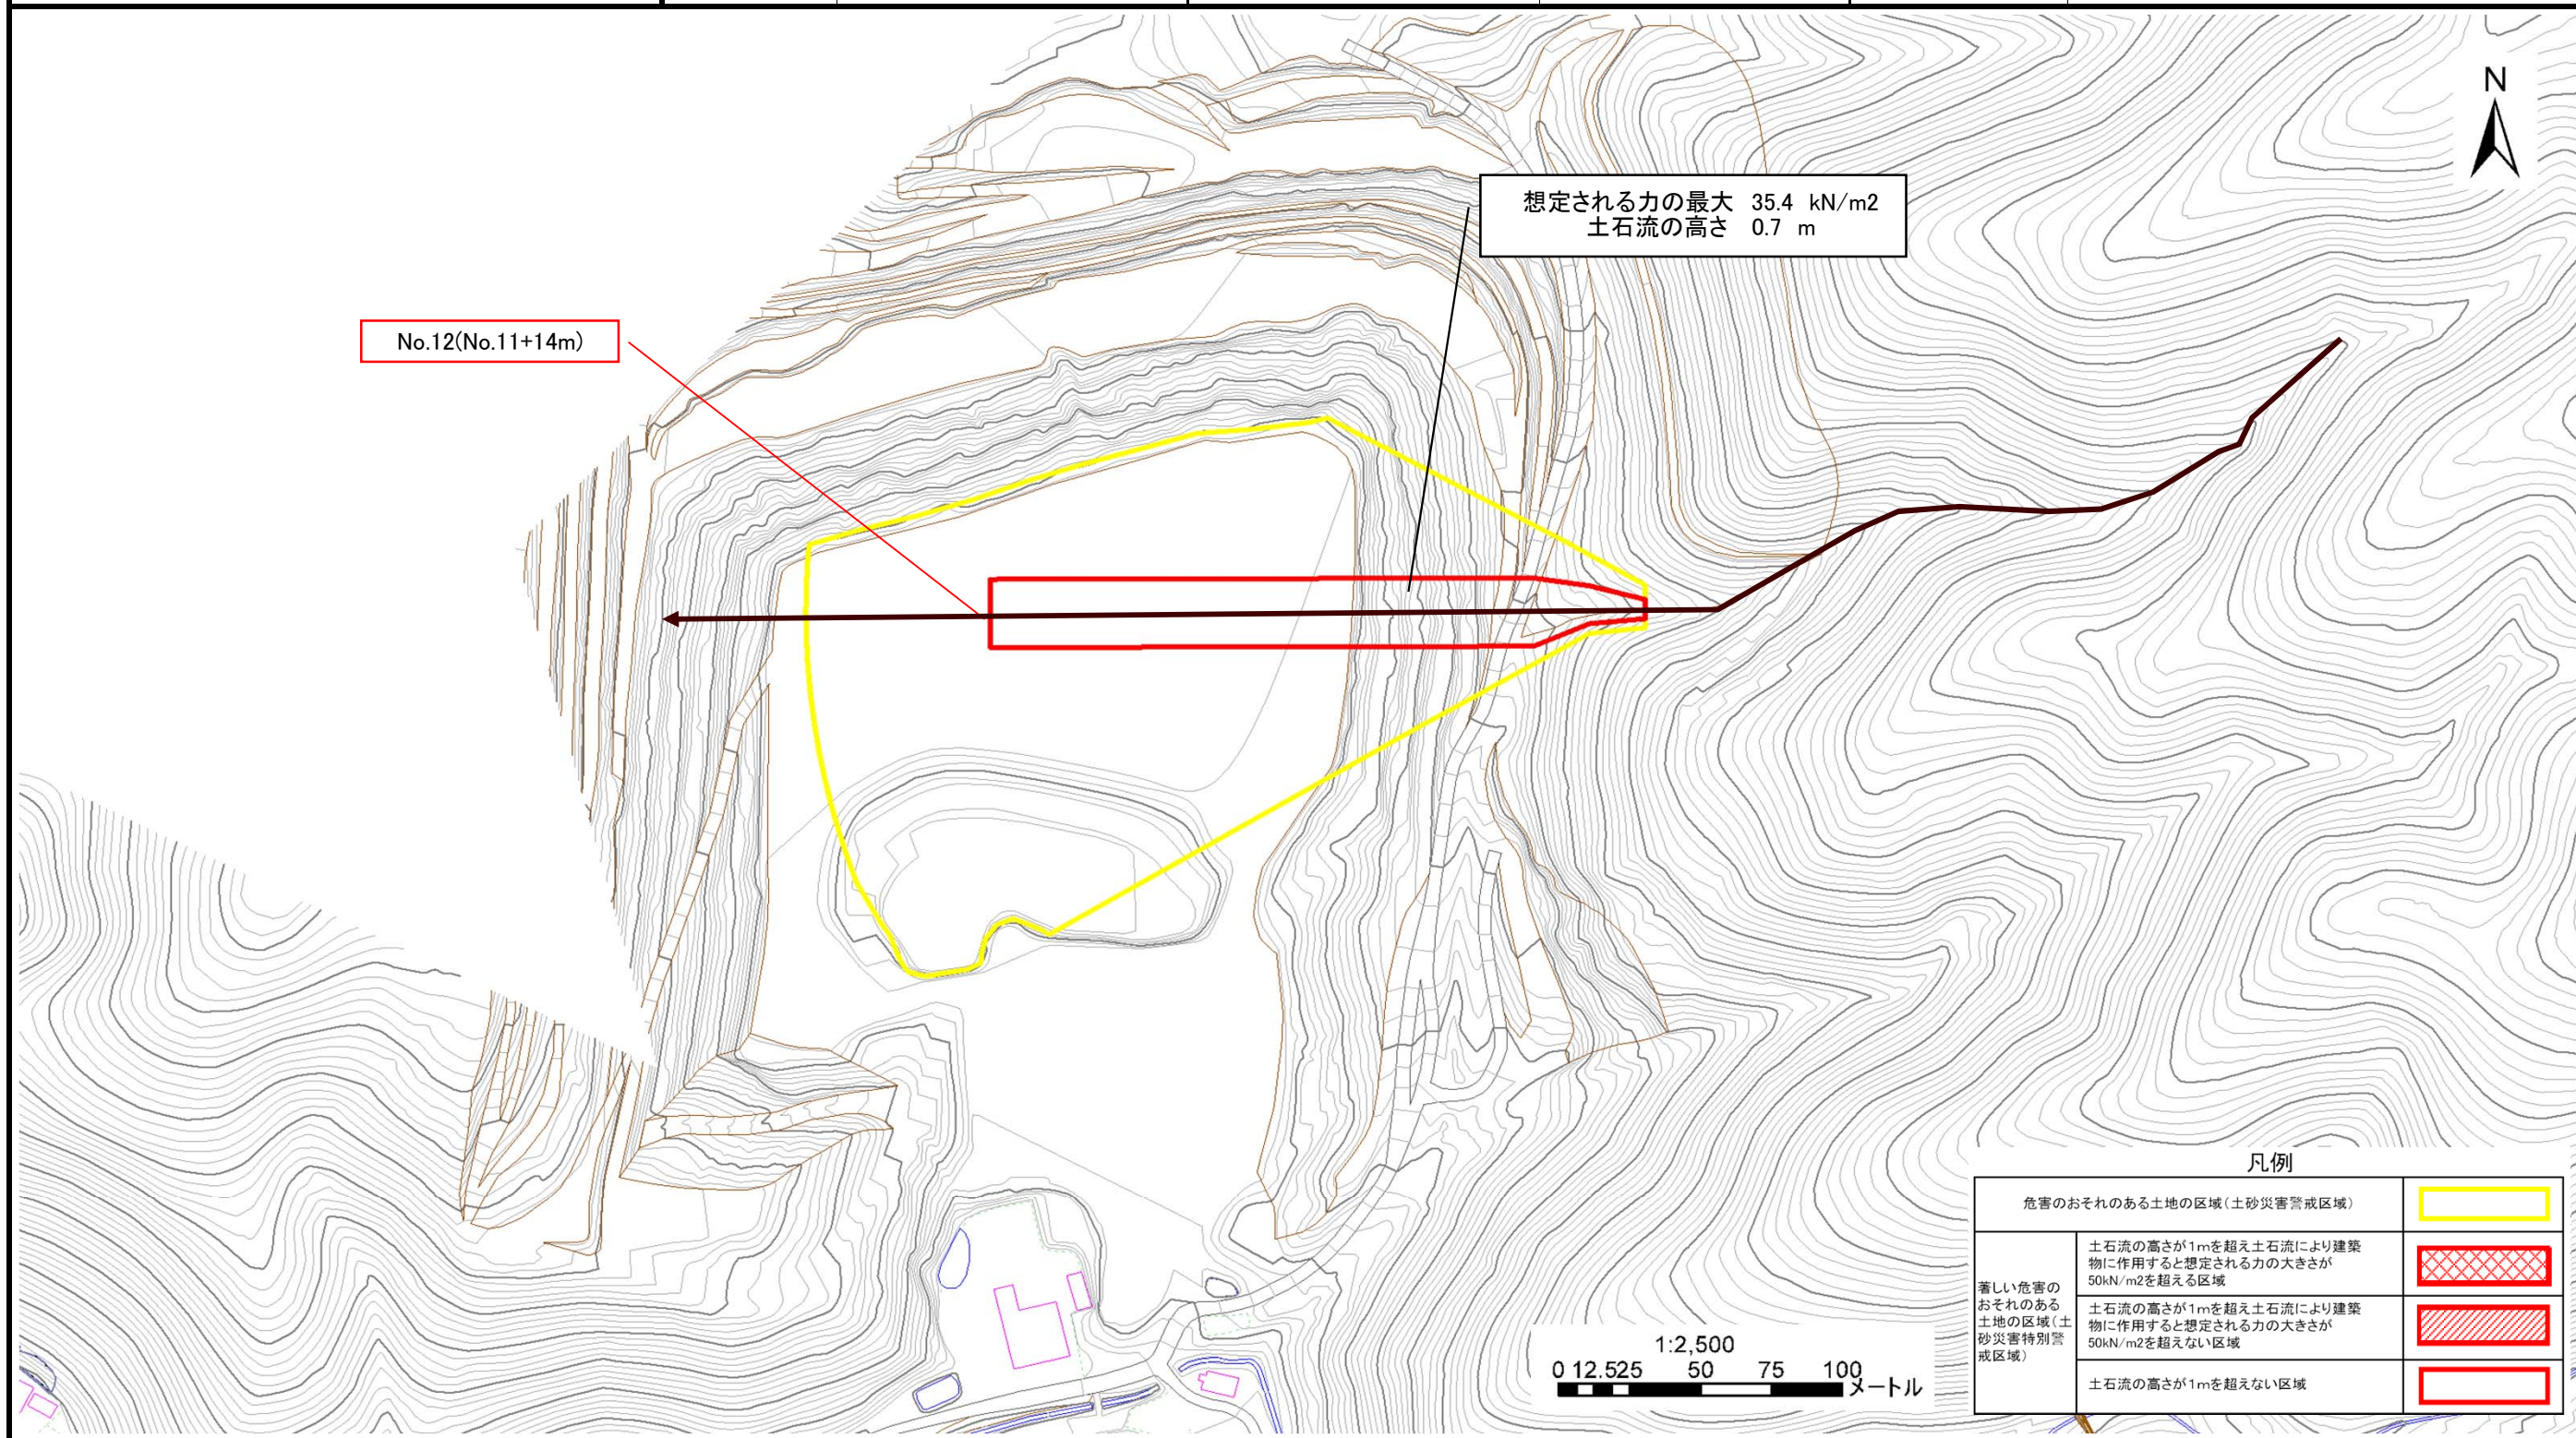 N
想定される力の最大 35.4 kN/m2
土石流の高さ 0.7 m
No.12(No.11+14m)
凡例
危害のおそれのある土地の区域(土砂災害警戒区域)
著しい危害の
おそれのある
土地の区域(土
砂災害特別警
戒区域)
土石流の高さが1mを超え土石流により建築
物に作用すると想定される力の大きさが
50kN/m2を超える区域
土石流の高さが1mを超え土石流により建築
物に作用すると想定される力の大きさが
50kN/m2を超えない区域
土石流の高さが1mを超えない区域
1:2,500
0 12.525 50 75 100
メートル